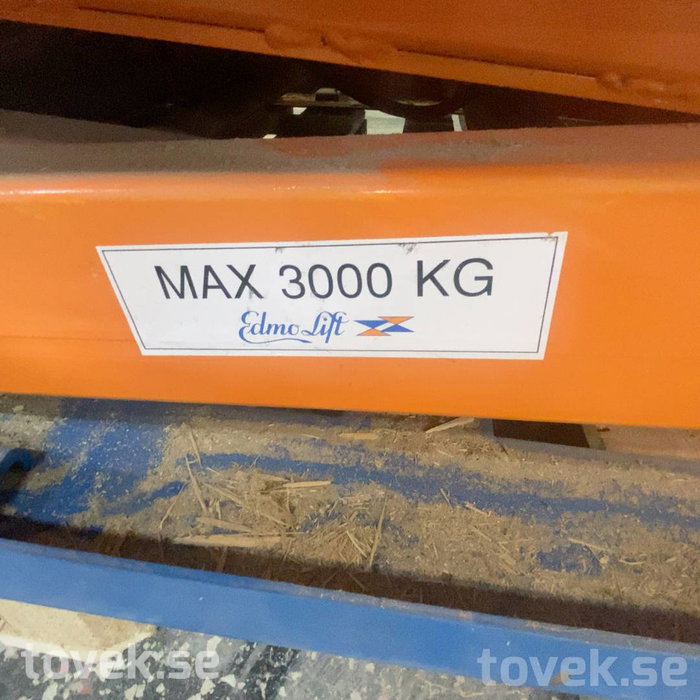 MAX 3000 KG
Edmo Lift
tovek.se
tovek.se